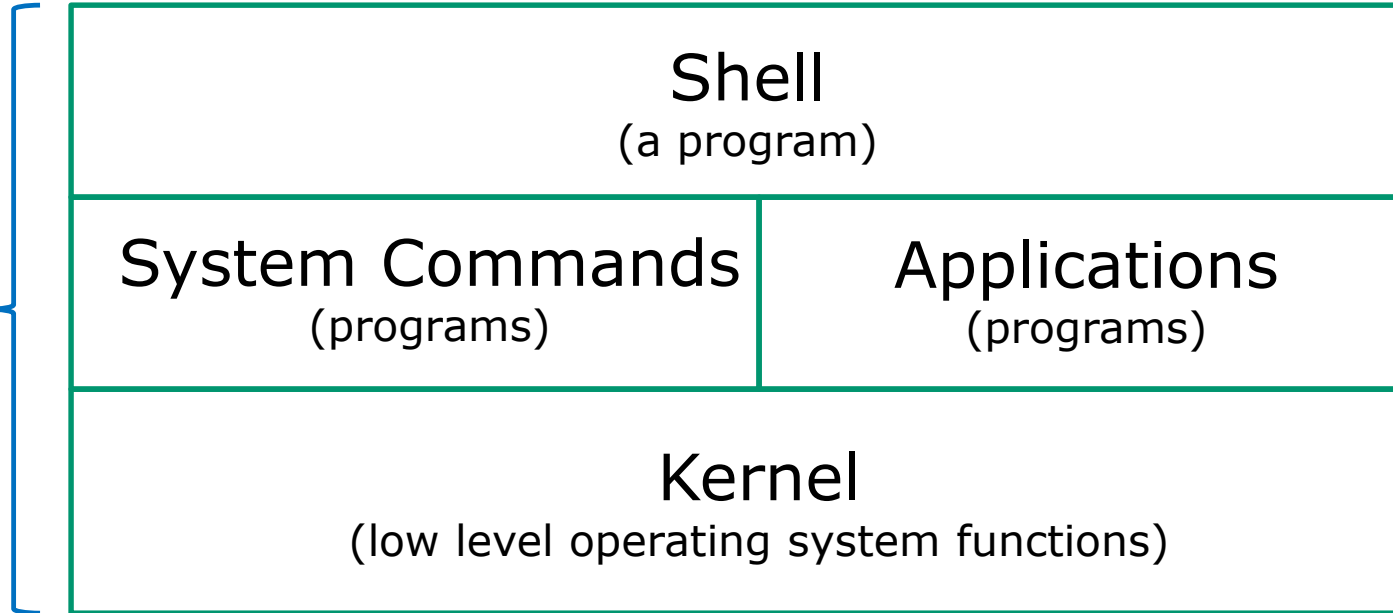 Shell
(a program)
System Commands
(programs)
Applications
(programs)
Kernel
(low level operating system functions)